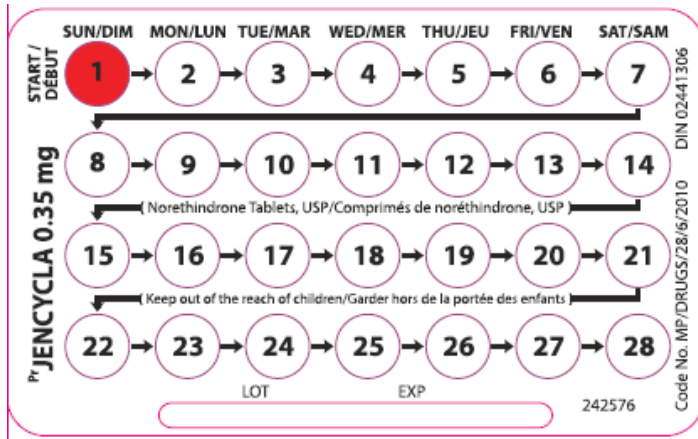 SUN/DIM MON/LUN TUE/MAR WED/MER THU/JEU FRI/VEN SAT/SAM
START / DÉBUT
1 2 3 4 5 6 7
8 9 10 11 12 13 14
( Norethindrone Tablets, USP/Comprimés de noréthindrone, USP )
15 16 17 18 19 20 21
( Keep out of the reach of children/Garder hors de la portée des enfants )
22 23 24 25 26 27 28
Pr JENCYCLA 0.35 mg
LOT EXP
242576
Code No. MP/DRUGS/28/6/2010 DIN 02441306